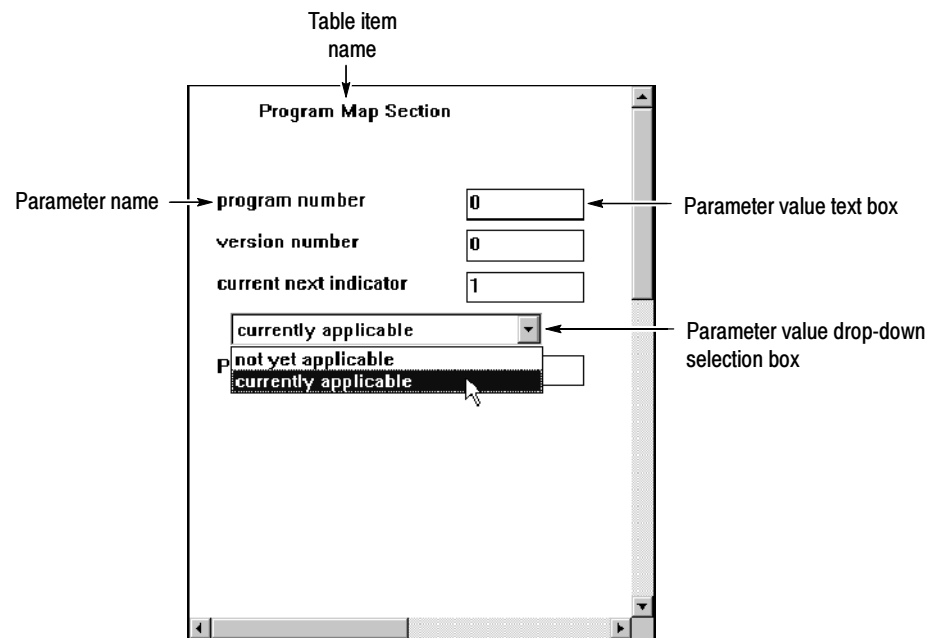 Table item
name
Program Map Section
Parameter name
program number
0
Parameter value text box
version number
0
current next indicator
1
currently applicable
Parameter value drop-down
selection box
P
not yet applicable
currently applicable